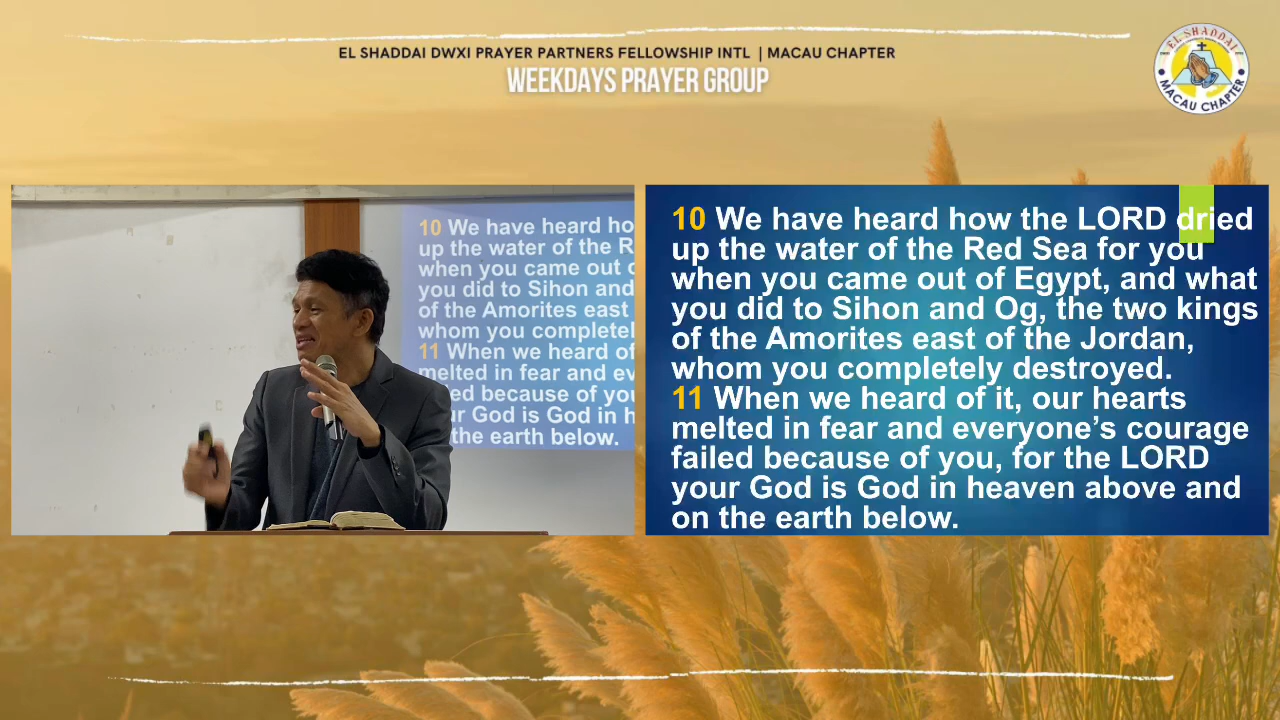 EL SHADDAI DWXI PRAYER PARTNERS FELLOWSHIP INTL | MACAU CHAPTER
WEEKDAYS PRAYER GROUP
EL SHADDAI
MACAU CHAPTER
10 We have heard ho
up the water of the R
when you came out o
you did to Sihon and
of the Amorites east
whom you completel
11 When we heard of
melted in fear and ev
ed because of you
ur God is God in h
the earth below.
10 We have heard how the LORD dried
up the water of the Red Sea for you
when you came out of Egypt, and what
you did to Sihon and Og, the two kings
of the Amorites east of the Jordan,
whom you completely destroyed.
11 When we heard of it, our hearts
melted in fear and everyone’s courage
failed because of you, for the LORD
your God is God in heaven above and
on the earth below.